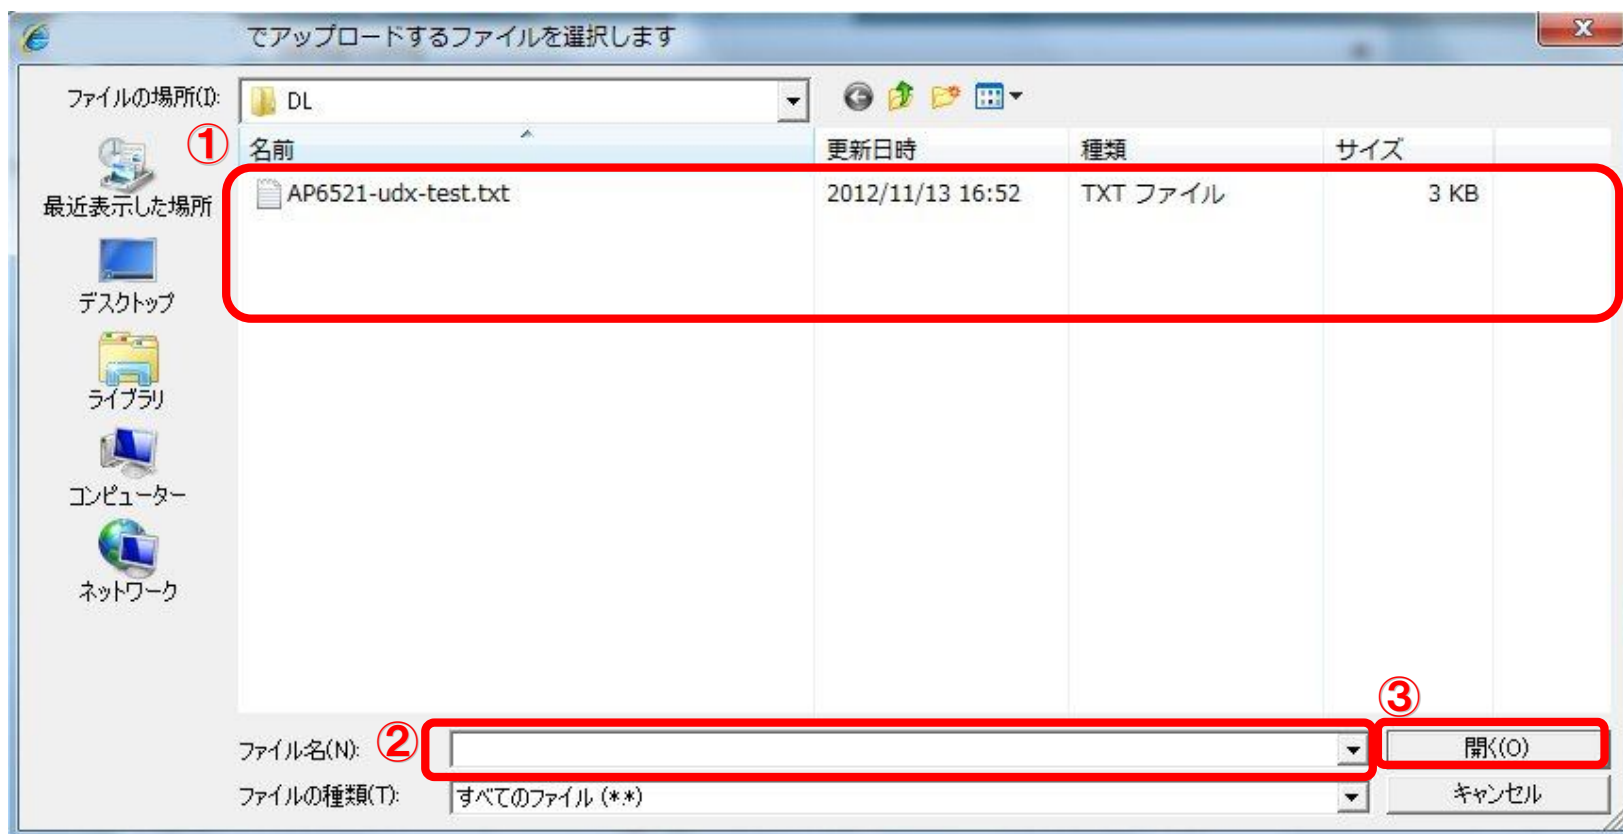 でアップロードするファイルを選択します
x
ファイルの場所(I):
DL
①
名前
更新日時
種類
サイズ
AP6521-udx-test.txt
2012/11/13 16:52
TXT ファイル
3 KB
最近表示した場所
デスクトップ
ライブラリ
コンピューター
ネットワーク
③
ファイル名(N):
②
開く(O)
ファイルの種類(T):
すべてのファイル (*.*)
キャンセル